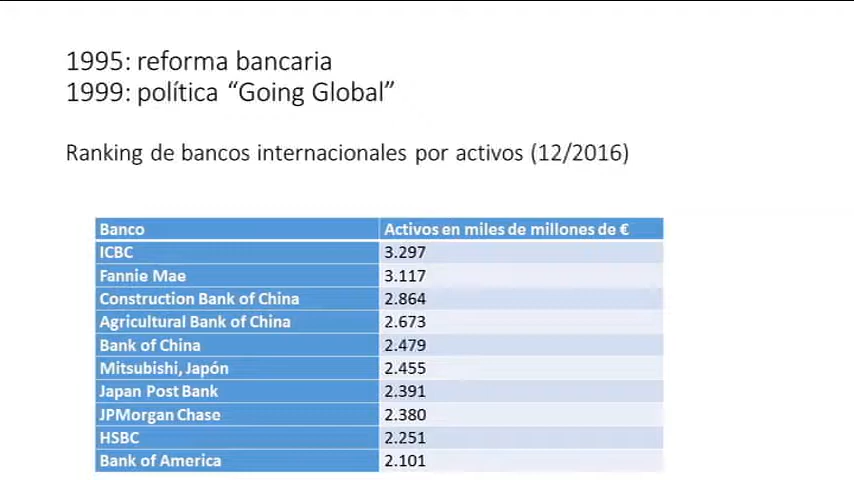 1995: reforma bancaria
1999: política “Going Global”
Ranking de bancos internacionales por activos (12/2016)
Banco Activos en miles de millones de €
ICBC 3.297
Fannie Mae 3.117
Construction Bank of China 2.864
Agricultural Bank of China 2.673
Bank of China 2.479
Mitsubishi, Japón 2.455
Japan Post Bank 2.391
JPMorgan Chase 2.380
HSBC 2.251
Bank of America 2.101